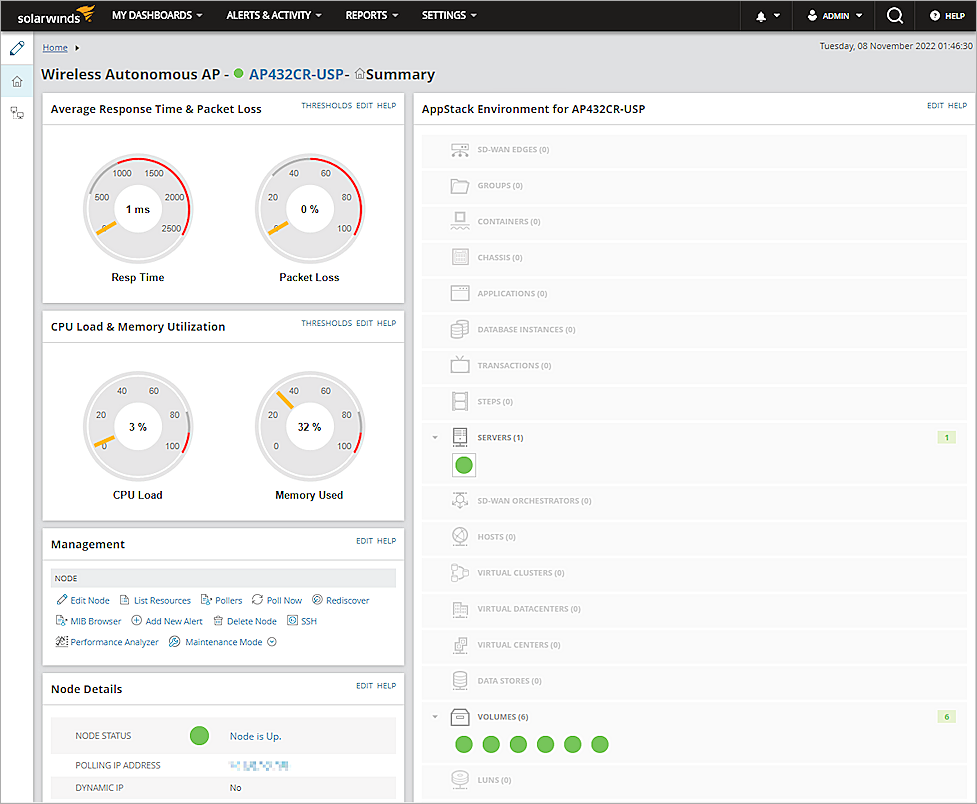 solarwinds MY DASHBOARDS ALERTS & ACTIVITY REPORTS SETTINGS ADMIN HELP
Home
Tuesday, 08 November 2022 01:46:30
Wireless Autonomous AP - AP432CR-USP- Summary
Average Response Time & Packet Loss THRESHOLDS EDIT HELP
0 500 1000 1500 2000 2500
1 ms
Resp Time
0 20 40 60 80 100
0 %
Packet Loss
CPU Load & Memory Utilization THRESHOLDS EDIT HELP
0 20 40 60 80 100
3 %
CPU Load
0 20 40 60 80 100
32 %
Memory Used
Management EDIT HELP
NODE
Edit Node List Resources Pollers Poll Now Rediscover
MIB Browser Add New Alert Delete Node SSH
Performance Analyzer Maintenance Mode
Node Details EDIT HELP
NODE STATUS Node is Up.
POLLING IP ADDRESS
DYNAMIC IP No
AppStack Environment for AP432CR-USP EDIT HELP
SD-WAN EDGES (0)
GROUPS (0)
CONTAINERS (0)
CHASSIS (0)
APPLICATIONS (0)
DATABASE INSTANCES (0)
TRANSACTIONS (0)
STEPS (0)
SERVERS (1) 1
SD-WAN ORCHESTRATORS (0)
HOSTS (0)
VIRTUAL CLUSTERS (0)
VIRTUAL DATACENTERS (0)
VIRTUAL CENTERS (0)
DATA STORES (0)
VOLUMES (6) 6
LUNS (0)